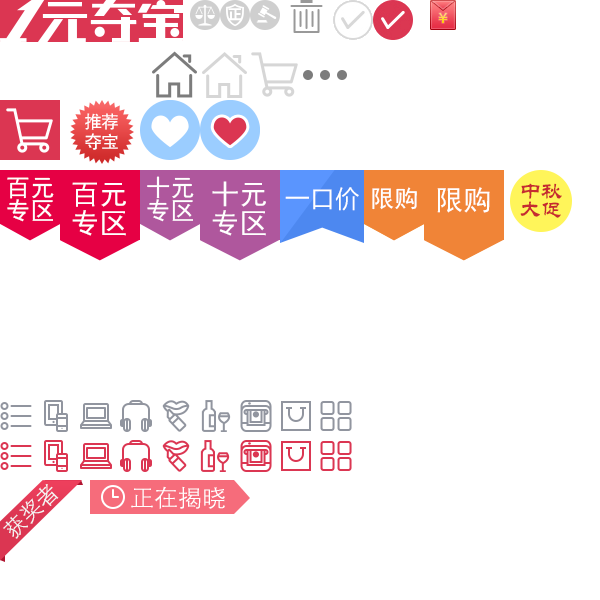 1元夺宝
证
¥
推荐
夺宝
百元
专区
百元
专区
十元
专区
十元
专区
一口价
限购
限购
中秋
大促
获奖者
正在揭晓